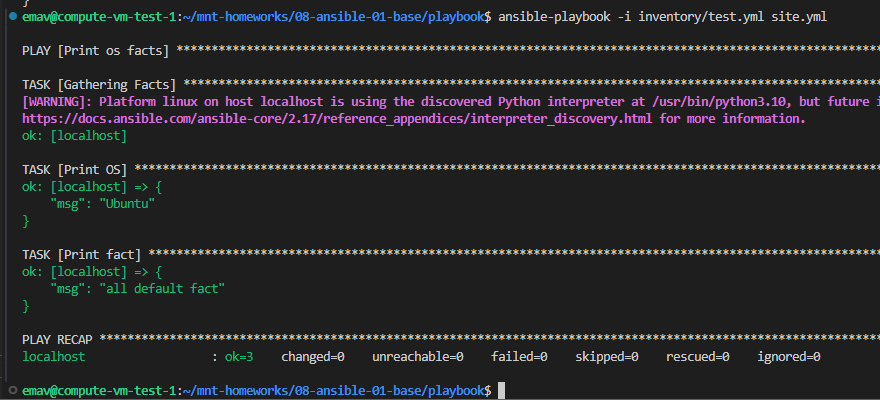 }
emav@compute-vm-test-1:~/mnt-homeworks/08-ansible-01-base/playbook$ ansible-playbook -i inventory/test.yml site.yml
PLAY [Print os facts] ****************************************************************************************************
TASK [Gathering Facts] ***************************************************************************************************
[WARNING]: Platform linux on host localhost is using the discovered Python interpreter at /usr/bin/python3.10, but future i
https://docs.ansible.com/ansible-core/2.17/reference_appendices/interpreter_discovery.html for more information.
ok: [localhost]
TASK [Print OS] **********************************************************************************************************
ok: [localhost] => {
    "msg": "Ubuntu"
}
TASK [Print fact] ********************************************************************************************************
ok: [localhost] => {
    "msg": "all default fact"
}
PLAY RECAP ***************************************************************************************************************
localhost                  : ok=3    changed=0    unreachable=0    failed=0    skipped=0    rescued=0    ignored=0
emav@compute-vm-test-1:~/mnt-homeworks/08-ansible-01-base/playbook$